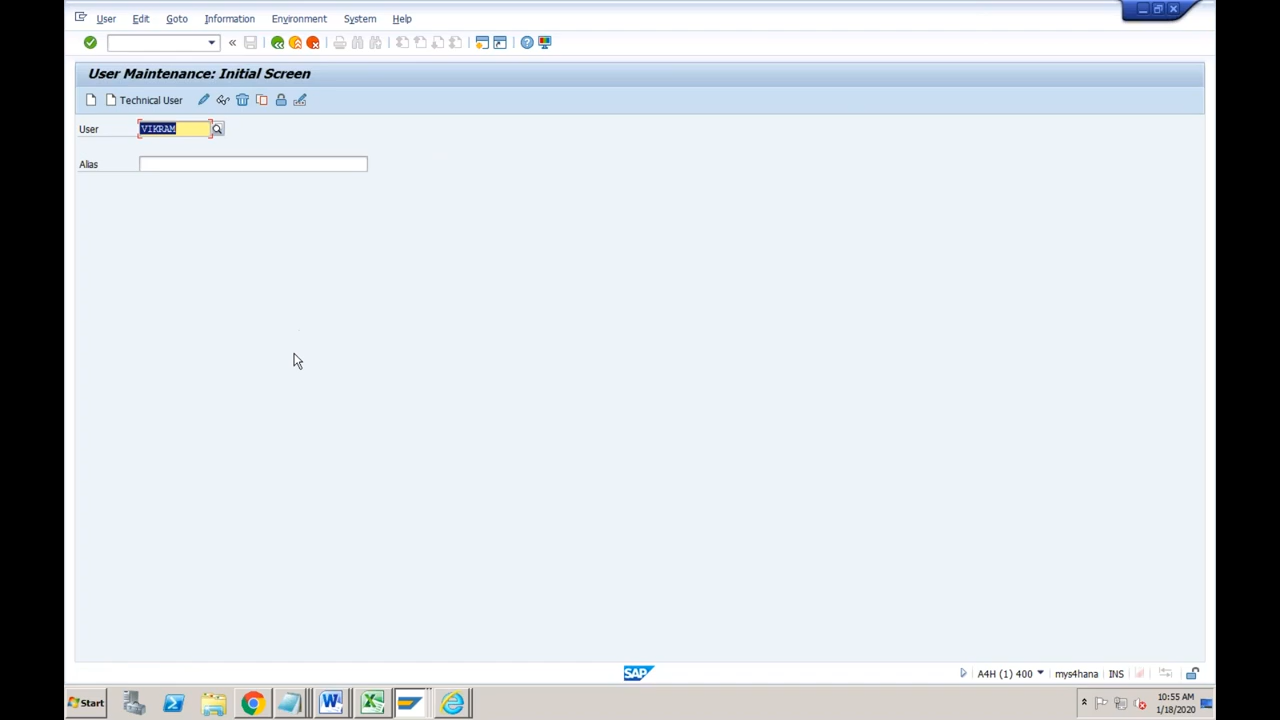 User Edit Goto Information Environment System Help
User Maintenance: Initial Screen
Technical User
User VIKRAM
Alias
SAP
A4H (1) 400 mys4hana INS
Start
10:55 AM
1/18/2020